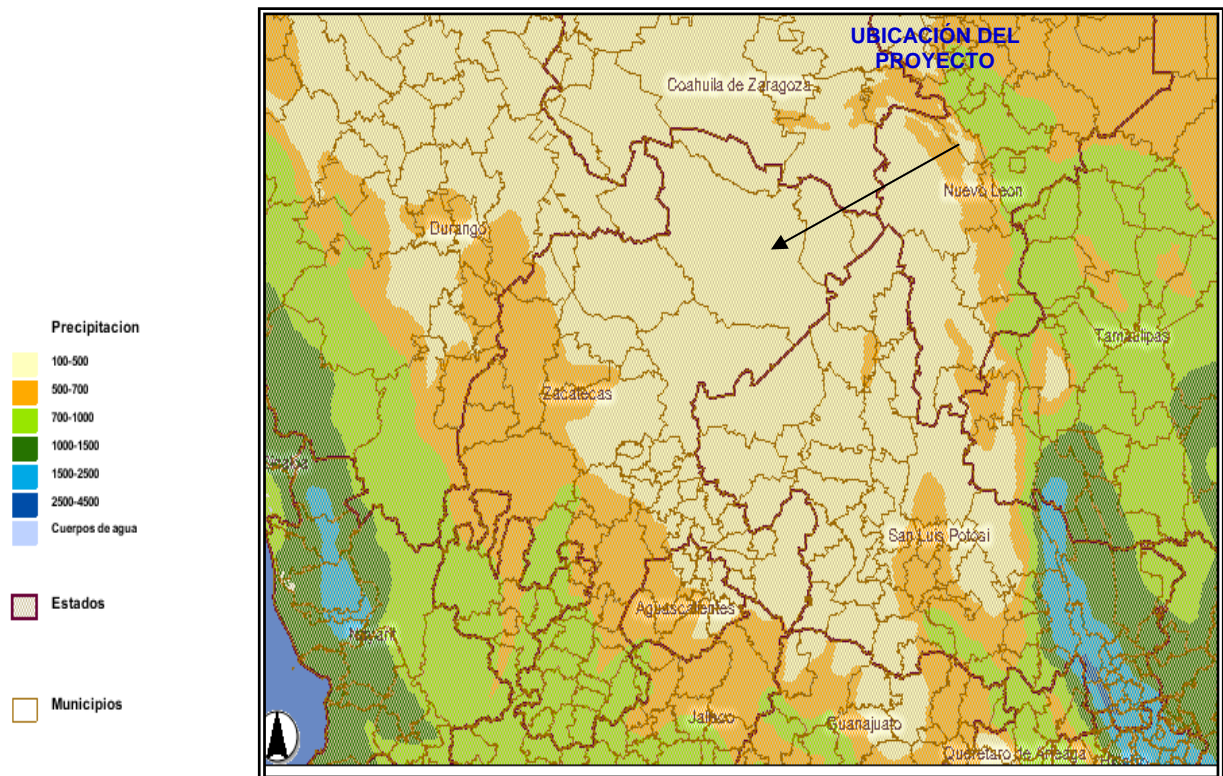 UBICACIÓN DEL
PROYECTO
Coahuila de Zaragoza
Nuevo Leon
Durango
Tamaulipas
Zacatecas
San Luis Potosi
Aguascalientes
Nayarit
Jalisco
Guanajuato
Queretaro de Arteaga
Precipitacion
100-500
500-700
700-1000
1000-1500
1500-2500
2500-4500
Cuerpos de agua
Estados
Municipios